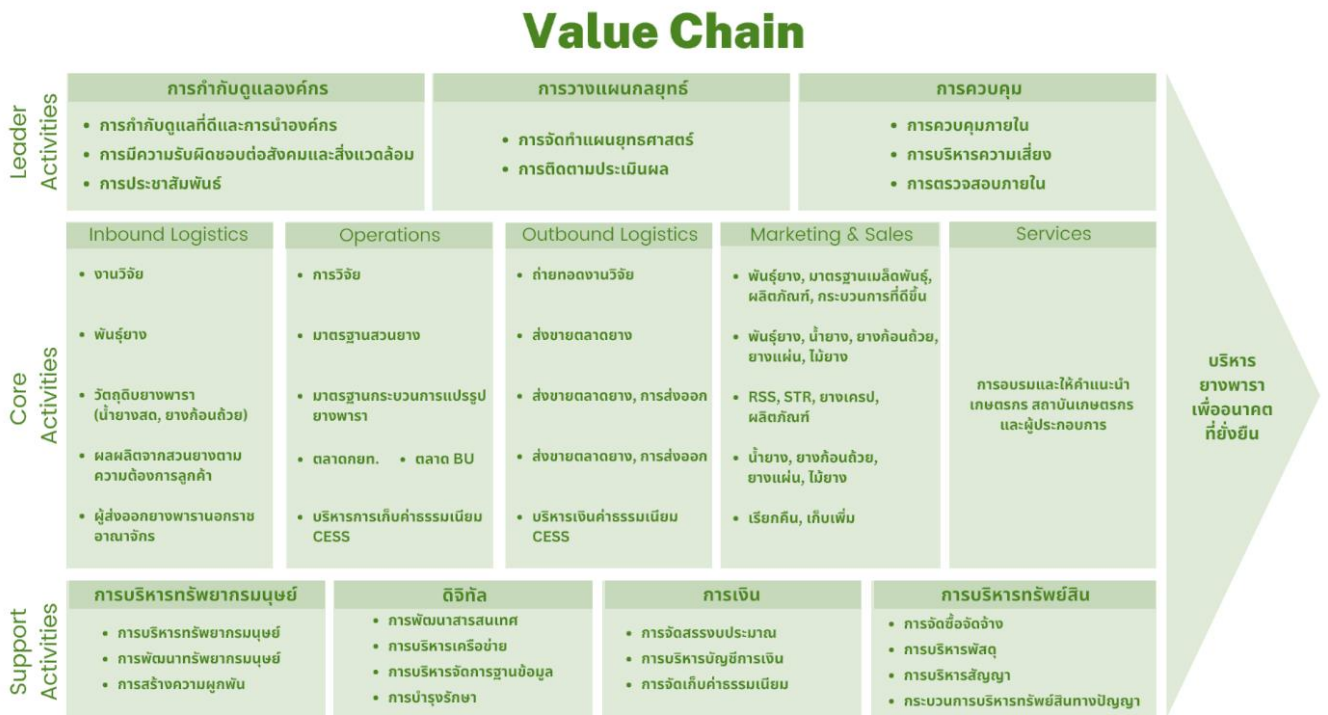 Value Chain
Leader
Activities
การกำกับดูแลองค์กร
• การกำกับดูแลที่ดีและการนำองค์กร
• การมีความรับผิดชอบต่อสังคมและสิ่งแวดล้อม
• การประชาสัมพันธ์
การวางแผนกลยุทธ์
• การจัดทำแผนยุทธศาสตร์
• การติดตามประเมินผล
การควบคุม
• การควบคุมภายใน
• การบริหารความเสี่ยง
• การตรวจสอบภายใน
Core
Activities
Inbound Logistics
• งานวิจัย
• พันธุ์ยาง
• วัตถุดิบยางพารา
(น้ำยางสด, ยางก้อนถ้วย)
• ผลผลิตจากสวนยางตาม
ความต้องการลูกค้า
• ผู้ส่งออกยางพารานอกราช
อาณาจักร
Operations
• การวิจัย
• มาตรฐานสวนยาง
• มาตรฐานกระบวนการแปรรูป
ยางพารา
• ตลาดกยท. • ตลาด BU
• บริหารการเก็บค่าธรรมเนียม
CESS
Outbound Logistics
• ถ่ายทอดงานวิจัย
• ส่งขายตลาดยาง
• ส่งขายตลาดยาง, การส่งออก
• ส่งขายตลาดยาง, การส่งออก
• บริหารเงินค่าธรรมเนียม
CESS
Marketing & Sales
• พันธุ์ยาง, มาตรฐานเมล็ดพันธุ์,
ผลิตภัณฑ์, กระบวนการที่ดีขึ้น
• พันธุ์ยาง, น้ำยาง, ยางก้อนถ้วย,
ยางแผ่น, ไม้ยาง
• RSS, STR, ยางเครป,
ผลิตภัณฑ์
• น้ำยาง, ยางก้อนถ้วย,
ยางแผ่น, ไม้ยาง
• เรียกคืน, เก็บเพิ่ม
Services
การอบรมและให้คำแนะนำ
เกษตรกร สถาบันเกษตรกร
และผู้ประกอบการ
บริหาร
ยางพารา
เพื่ออนาคต
ที่ยั่งยืน
Support
Activities
การบริหารทรัพยากรมนุษย์
• การบริหารทรัพยากรมนุษย์
• การพัฒนาทรัพยากรมนุษย์
• การสร้างความผูกพัน
ดิจิทัล
• การพัฒนาสารสนเทศ
• การบริหารเครือข่าย
• การบริหารจัดการฐานข้อมูล
• การบำรุงรักษา
การเงิน
• การจัดสรรงบประมาณ
• การบริหารบัญชีการเงิน
• การจัดเก็บค่าธรรมเนียม
การบริหารทรัพย์สิน
• การจัดซื้อจัดจ้าง
• การบริหารพัสดุ
• การบริหารสัญญา
• กระบวนการบริหารทรัพย์สินทางปัญญา